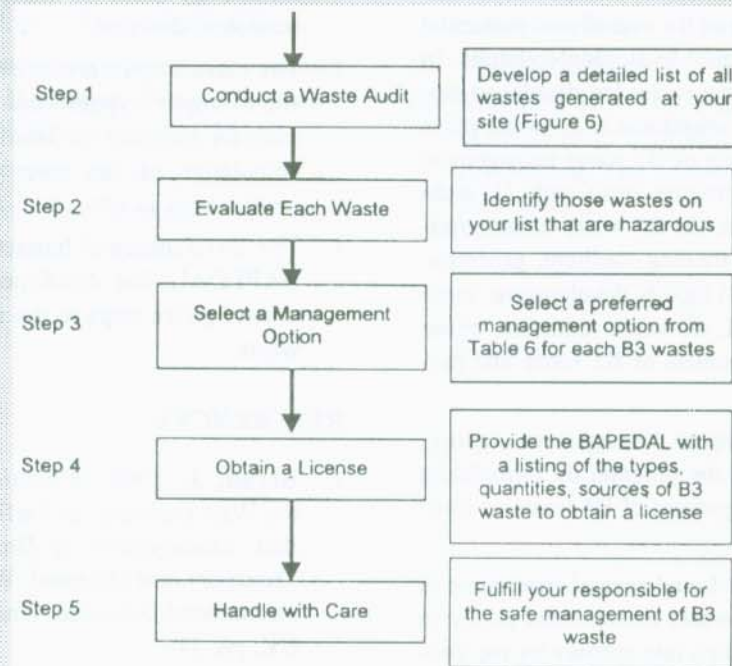 Step 1
Conduct a Waste Audit
Develop a detailed list of all
wastes generated at your
site (Figure 6)
Step 2
Evaluate Each Waste
Identify those wastes on
your list that are hazardous
Step 3
Select a Management
Option
Select a preferred
management option from
Table 6 for each B3 wastes
Step 4
Obtain a License
Provide the BAPEDAL with
a listing of the types,
quantities, sources of B3
waste to obtain a license
Step 5
Handle with Care
Fulfill your responsible for
the safe management of B3
waste